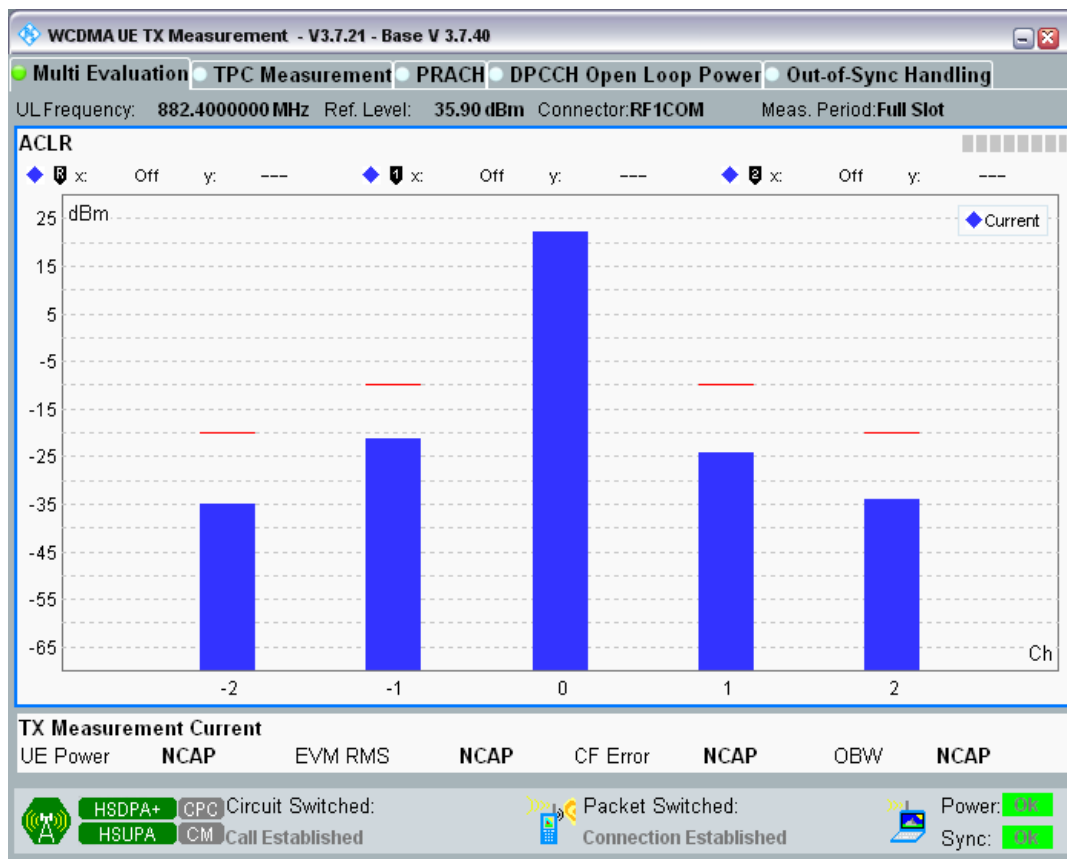 WCDMA UE TX Measurement - V3.7.21 - Base V 3.7.40
Multi Evaluation TPC Measurement PRACH DPCCH Open Loop Power Out-of-Sync Handling
UL Frequency: 882.4000000 MHz Ref. Level: 35.90 dBm Connector:RF1COM Meas. Period:Full Slot
ACLR
R x: Off y: --- 1 x: Off y: --- 2 x: Off y: ---
dBm
Current
25
15
5
-5
-15
-25
-35
-45
-55
-65
Ch
-2 -1 0 1 2
TX Measurement Current
UE Power NCAP EVM RMS NCAP CF Error NCAP OBW NCAP
HSDPA+ CPC Circuit Switched: Packet Switched: Power: Ok
HSUPA CM Call Established Connection Established Sync: Ok